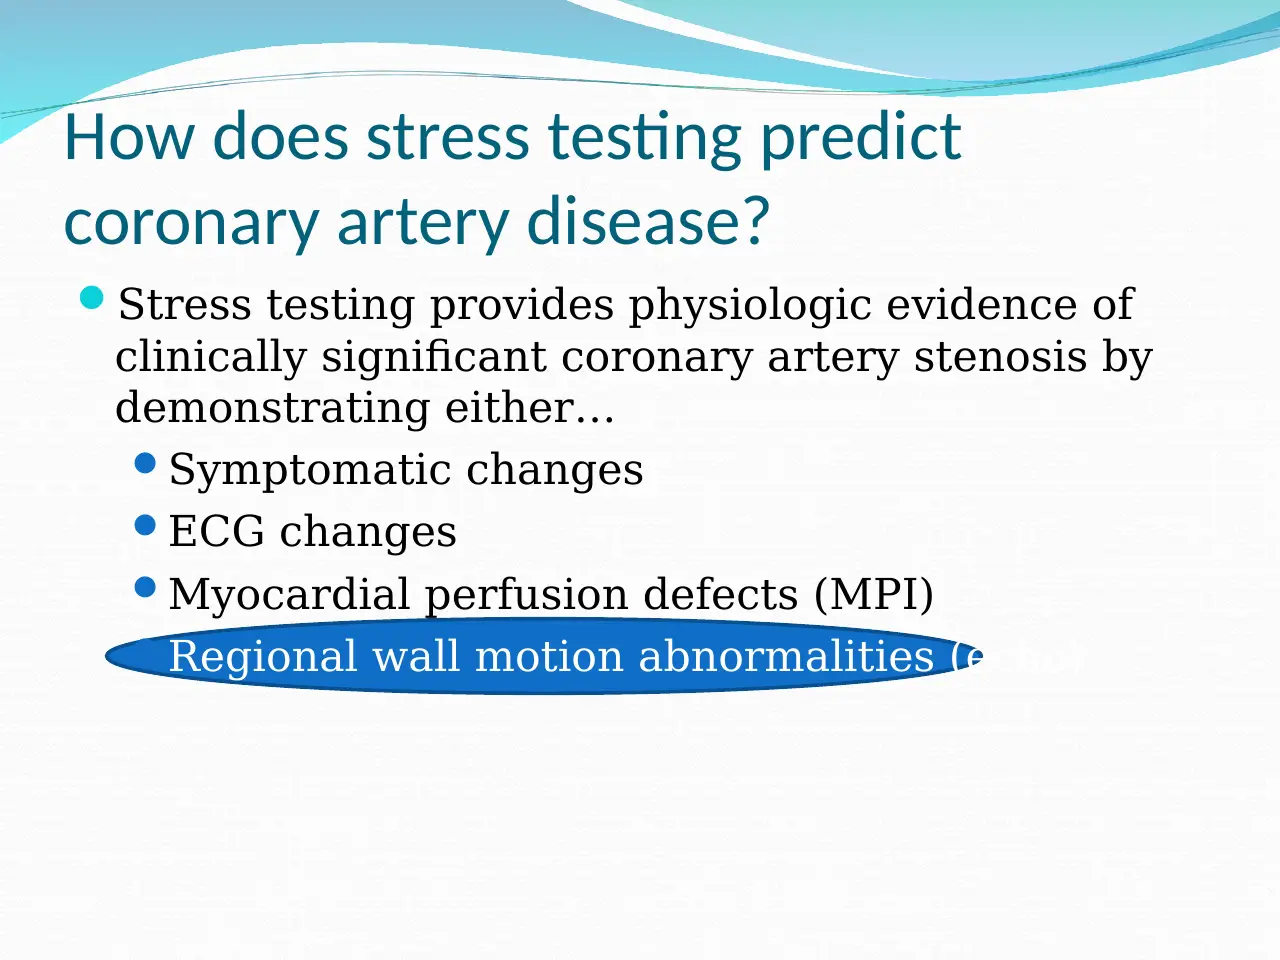 How does stress testing predict
coronary artery disease?
Stress testing provides physiologic evidence of
clinically significant coronary artery stenosis by
demonstrating either…
Symptomatic changes
ECG changes
Myocardial perfusion defects (MPI)
Regional wall motion abnormalities